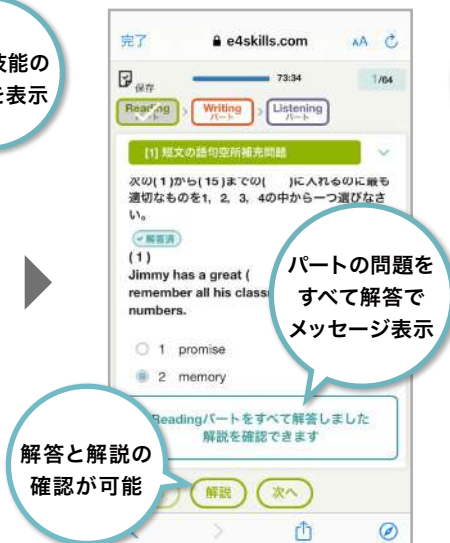 技能の
を表示
完了
e4skills.com
AA
保存
73:34
1/64
Reading
パート
Writing
パート
Listening
パート
[1] 短文の語句空所補充問題
次の(1)から(15)までの( )に入れるのに最も
適切なものを1, 2, 3, 4の中から一つ選びなさ
い。
解答済
(1)
Jimmy has a great (
remember all his class
numbers.
1 promise
2 memory
パートの問題を
すべて解答で
メッセージ表示
Readingパートをすべて解答しました
解説を確認できます
解答と解説の
確認が可能
解説
次へ